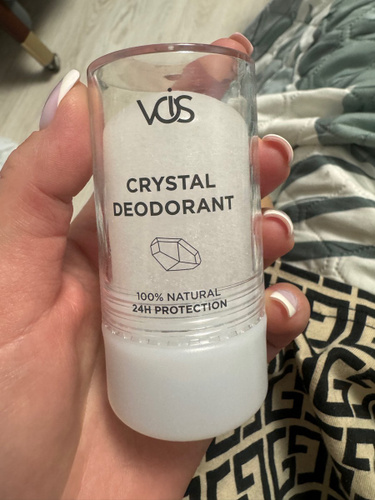 VOIS
CRYSTAL
DEODORANT
100% NATURAL
24H PROTECTION